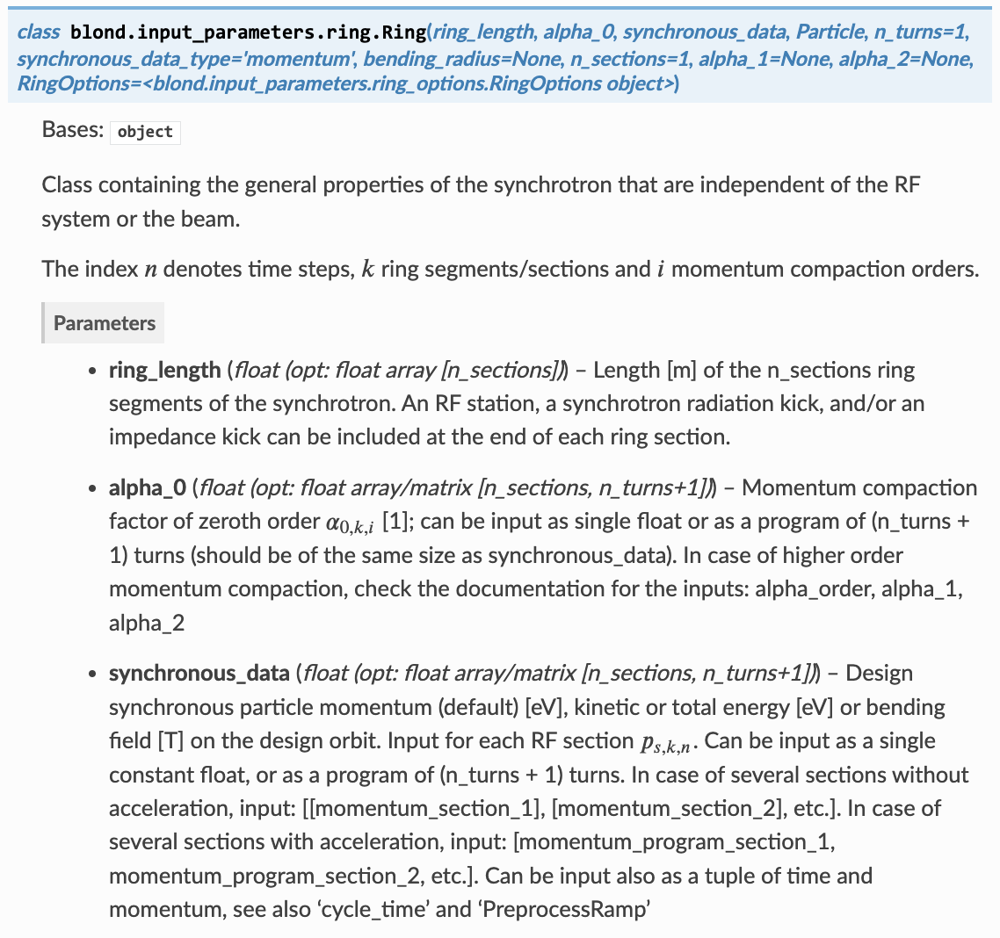 class blond.input_parameters.ring.Ring(ring_length, alpha_0, synchronous_data, Particle, n_turns=1,
synchronous_data_type='momentum', bending_radius=None, n_sections=1, alpha_1=None, alpha_2=None,
RingOptions=<blond.input_parameters.ring_options.RingOptions object>)
Bases: object
Class containing the general properties of the synchrotron that are independent of the RF
system or the beam.
The index n denotes time steps, k ring segments/sections and i momentum compaction orders.
Parameters
• ring_length (float (opt: float array [n_sections])) – Length [m] of the n_sections ring
segments of the synchrotron. An RF station, a synchrotron radiation kick, and/or an
impedance kick can be included at the end of each ring section.
• alpha_0 (float (opt: float array/matrix [n_sections, n_turns+1])) – Momentum compaction
factor of zeroth order α0,k,i [1]; can be input as single float or as a program of (n_turns +
1) turns (should be of the same size as synchronous_data). In case of higher order
momentum compaction, check the documentation for the inputs: alpha_order, alpha_1,
alpha_2
• synchronous_data (float (opt: float array/matrix [n_sections, n_turns+1])) – Design
synchronous particle momentum (default) [eV], kinetic or total energy [eV] or bending
field [T] on the design orbit. Input for each RF section ps,k,n. Can be input as a single
constant float, or as a program of (n_turns + 1) turns. In case of several sections without
acceleration, input: [[momentum_section_1], [momentum_section_2], etc.]. In case of
several sections with acceleration, input: [momentum_program_section_1,
momentum_program_section_2, etc.]. Can be input also as a tuple of time and
momentum, see also ‘cycle_time’ and ‘PreprocessRamp’